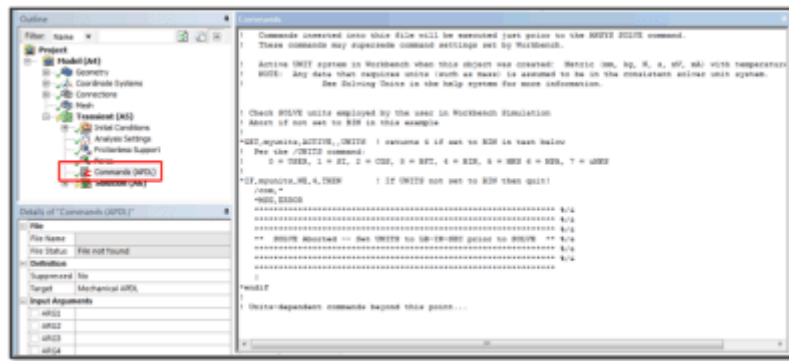 Outline
Filter: Name
Project
Model (A4)
Geometry
Coordinate Systems
Connections
Mesh
Transient (A5)
Initial Conditions
Analysis Settings
Frictionless Support
Commands (APDL)
Solution (A6)
Details of "Commands (APDL)"
File
File Name
File Status File not found
Definition
Suppressed No
Target Mechanical APDL
Input Arguments
ARG1
ARG2
ARG3
ARG4
Commands
! Commands inserted into this file will be executed just prior to the ANSYS SOLVE command.
! These commands may supersede command settings set by Workbench.
! Active UNIT system in Workbench when this object was created: Metric (mm, kg, N, s, mV, mA) with temperature
! NOTE: Any data that requires units (such as mass) is assumed to be in the consistent solver unit system.
! See Solving Units in the help system for more information.
! Check SOLVE units employed by the user in Workbench Simulation
! Abort if not set to BIN in this example
!
*GET,myunits,ACTIVE,,UNITS ! returns 4 if set to BIN in test below
! Per the /UNITS command:
! 0 = USER, 1 = SI, 2 = CGS, 3 = BFT, 4 = BIN, 5 = MKS 6 = MPA, 7 = uMKS
!
*IF,myunits,NE,4,THEN ! If UNITS not set to BIN then quit!
/com,*
*MSG,ERROR
** SOLVE Aborted -- Set UNITS to LB-IN-SEC prior to SOLVE ** %/&
!
*endif
!
! Units-dependent commands beyond this point...